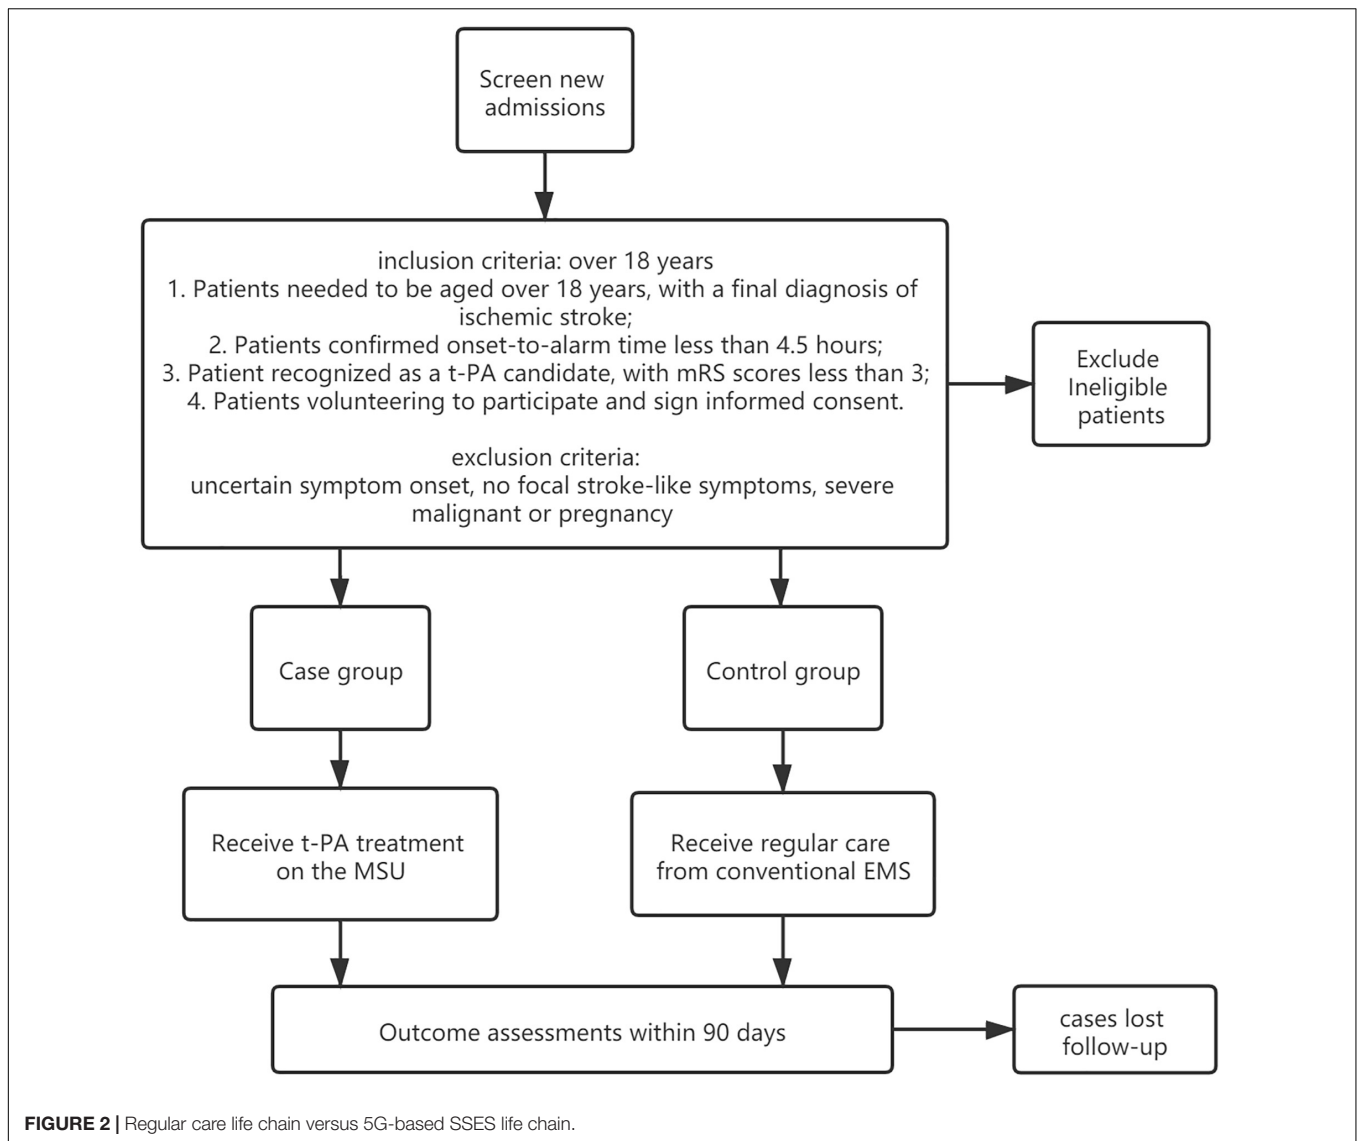 Screen new
admissions
inclusion criteria: over 18 years
1. Patients needed to be aged over 18 years, with a final diagnosis of
ischemic stroke;
2. Patients confirmed onset-to-alarm time less than 4.5 hours;
3. Patient recognized as a t-PA candidate, with mRS scores less than 3;
4. Patients volunteering to participate and sign informed consent.
exclusion criteria:
uncertain symptom onset, no focal stroke-like symptoms, severe
malignant or pregnancy
Exclude
Ineligible
patients
Case group
Control group
Receive t-PA treatment
on the MSU
Receive regular care
from conventional EMS
Outcome assessments within 90 days
cases lost
follow-up
FIGURE 2 | Regular care life chain versus 5G-based SSES life chain.